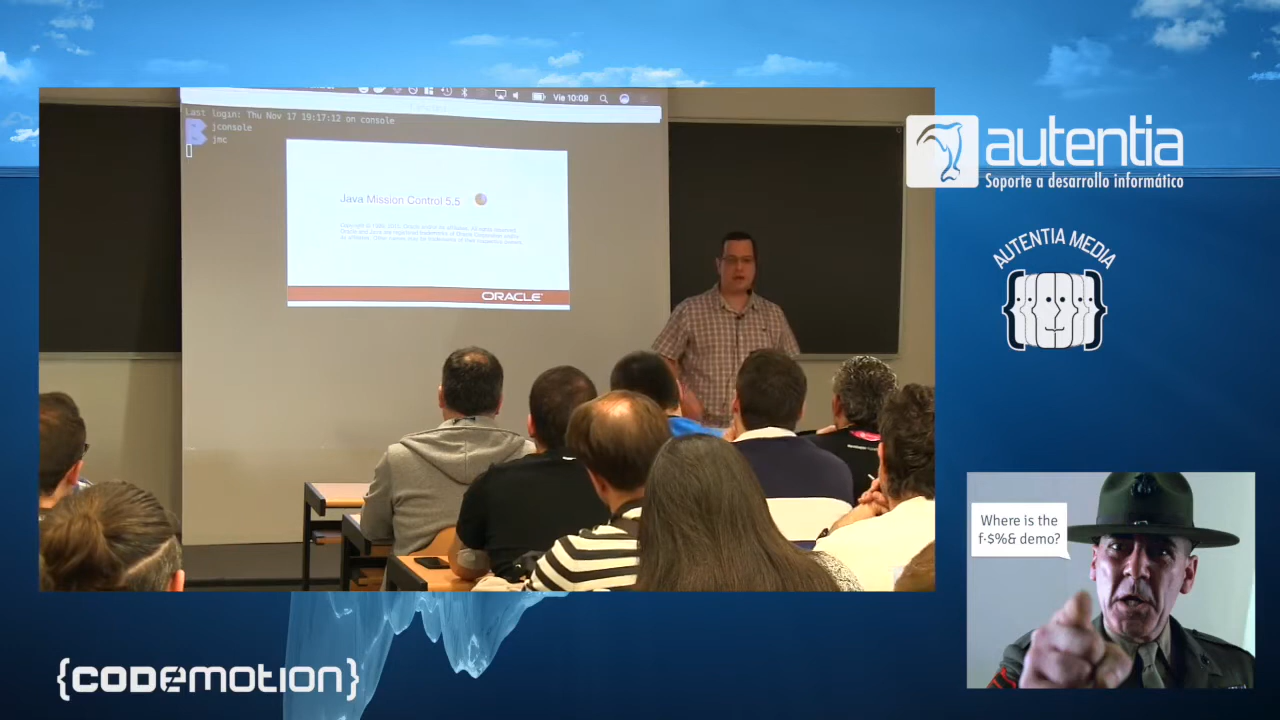 Vie 10:09
Last login: Thu Nov 17 19:17:12 on console
jconsole
jmc
Java Mission Control 5.5
ORACLE
autentia
Soporte a desarrollo informático
AUTENTIA MEDIA
Where is the
f-$%& demo?
{CODEMOTION}